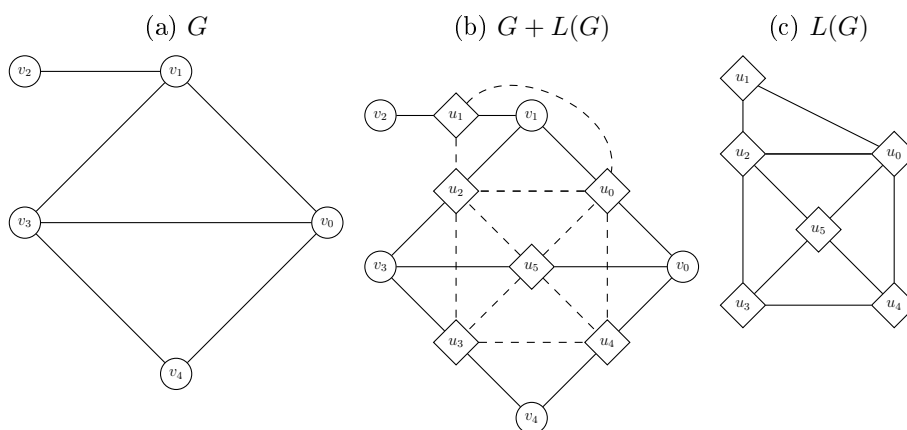 (a) G
(b) G + L(G)
(c) L(G)
v₂
v₁
v₃
v₀
v₄
v₂
u₁
v₁
u₂
u₀
v₃
u₅
v₀
u₃
u₄
v₄
u₁
u₂
u₀
u₅
u₃
u₄